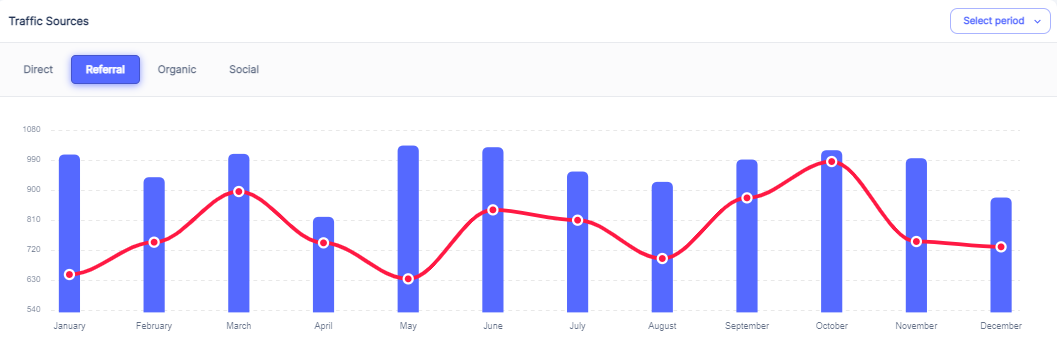 Traffic Sources
Select period
Direct Referral Organic Social
1080
990
900
810
720
630
540
January February March April May June July August September October November December